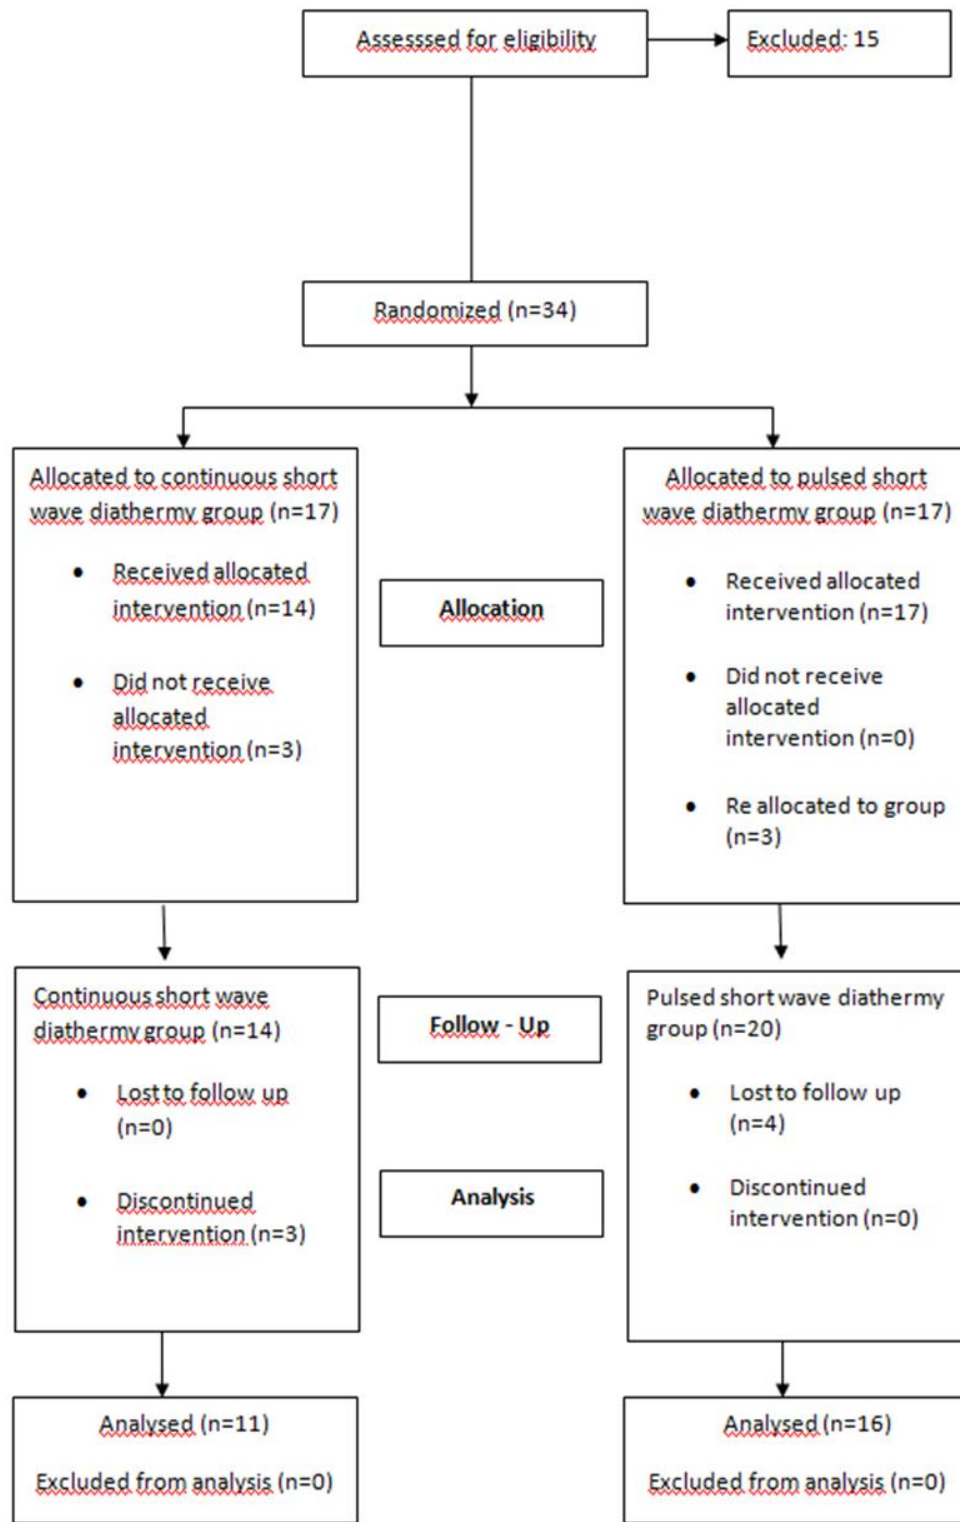 Assesssed for eligibility
Excluded: 15
Randomized (n=34)
Allocated to continuous short
wave diathermy group (n=17)
• Received allocated
intervention (n=14)
• Did not receive
allocated
intervention (n=3)
Allocation
Allocated to pulsed short
wave diathermy group (n=17)
• Received allocated
intervention (n=17)
• Did not receive
allocated
intervention (n=0)
• Re allocated to group
(n=3)
Continuous short wave
diathermy group (n=14)
• Lost to follow up
(n=0)
• Discontinued
intervention (n=3)
Follow - Up
Analysis
Pulsed short wave diathermy
group (n=20)
• Lost to follow up
(n=4)
• Discontinued
intervention (n=0)
Analysed (n=11)
Excluded from analysis (n=0)
Analysed (n=16)
Excluded from analysis (n=0)